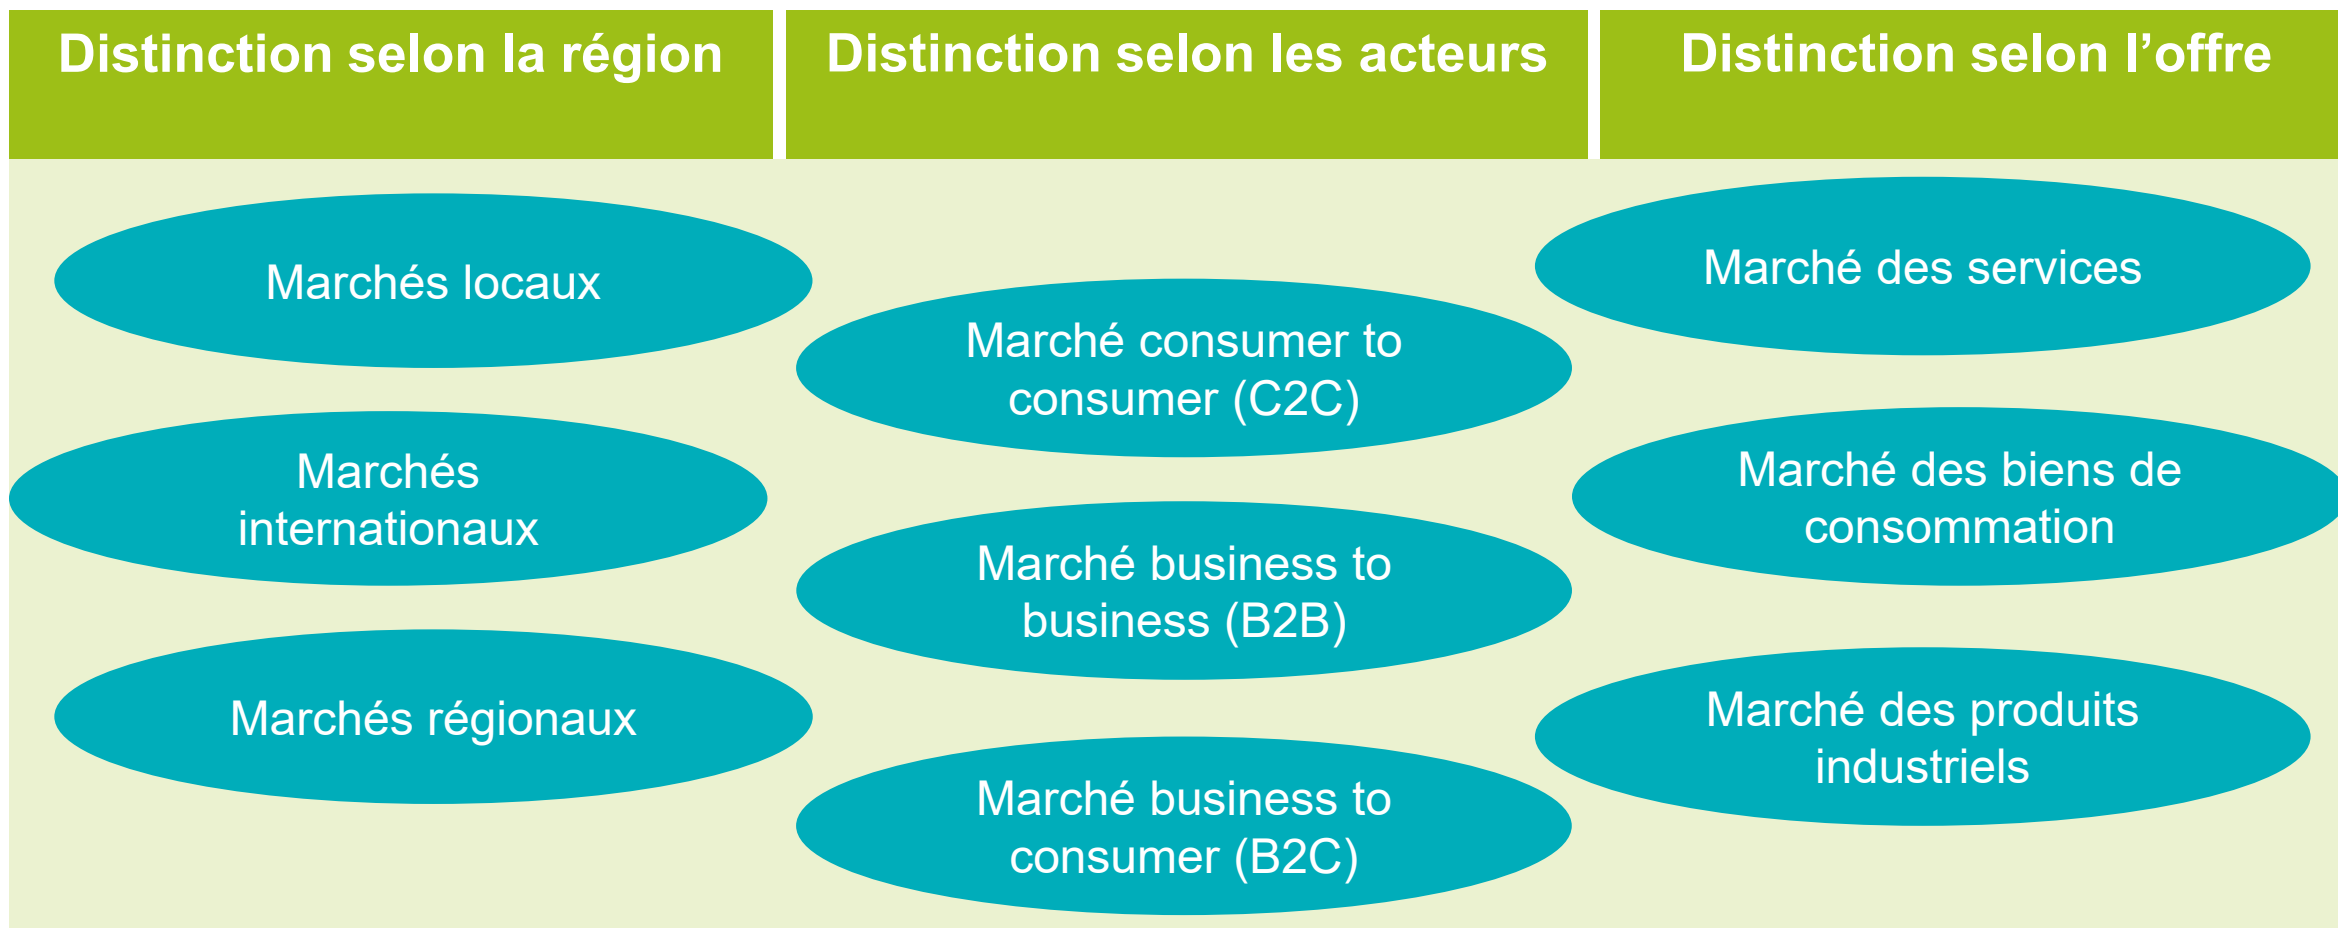 Distinction selon la région
Distinction selon les acteurs
Distinction selon l’offre
Marchés locaux
Marchés
internationaux
Marchés régionaux
Marché consumer to
consumer (C2C)
Marché business to
business (B2B)
Marché business to
consumer (B2C)
Marché des services
Marché des biens de
consommation
Marché des produits
industriels